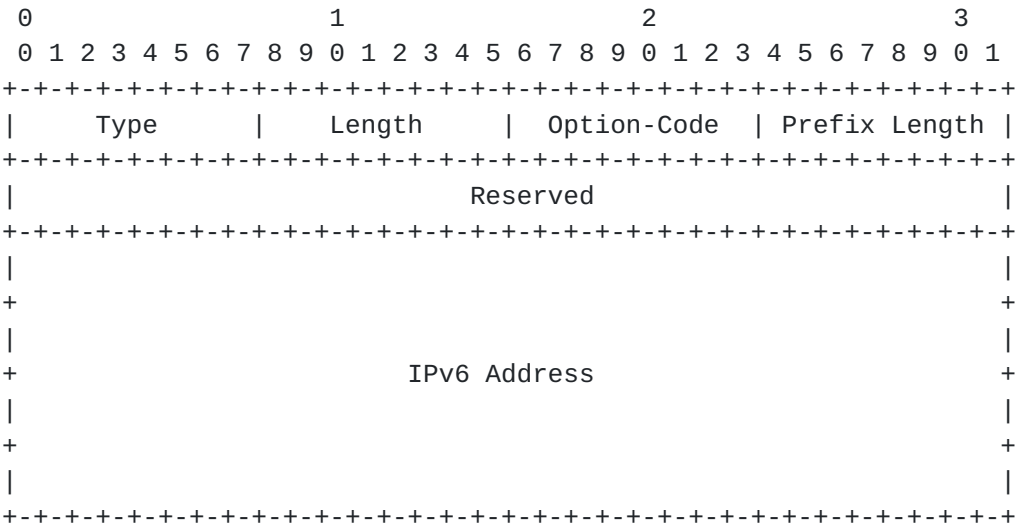 0                   1                   2                   3
 0 1 2 3 4 5 6 7 8 9 0 1 2 3 4 5 6 7 8 9 0 1 2 3 4 5 6 7 8 9 0 1
+-+-+-+-+-+-+-+-+-+-+-+-+-+-+-+-+-+-+-+-+-+-+-+-+-+-+-+-+-+-+-+-+
|     Type      |    Length     |  Option-Code  | Prefix Length |
+-+-+-+-+-+-+-+-+-+-+-+-+-+-+-+-+-+-+-+-+-+-+-+-+-+-+-+-+-+-+-+-+
|                             Reserved                          |
+-+-+-+-+-+-+-+-+-+-+-+-+-+-+-+-+-+-+-+-+-+-+-+-+-+-+-+-+-+-+-+-+
|                                                               |
+                                                               +
|                                                               |
+                         IPv6 Address                          +
|                                                               |
+                                                               +
|                                                               |
+-+-+-+-+-+-+-+-+-+-+-+-+-+-+-+-+-+-+-+-+-+-+-+-+-+-+-+-+-+-+-+-+